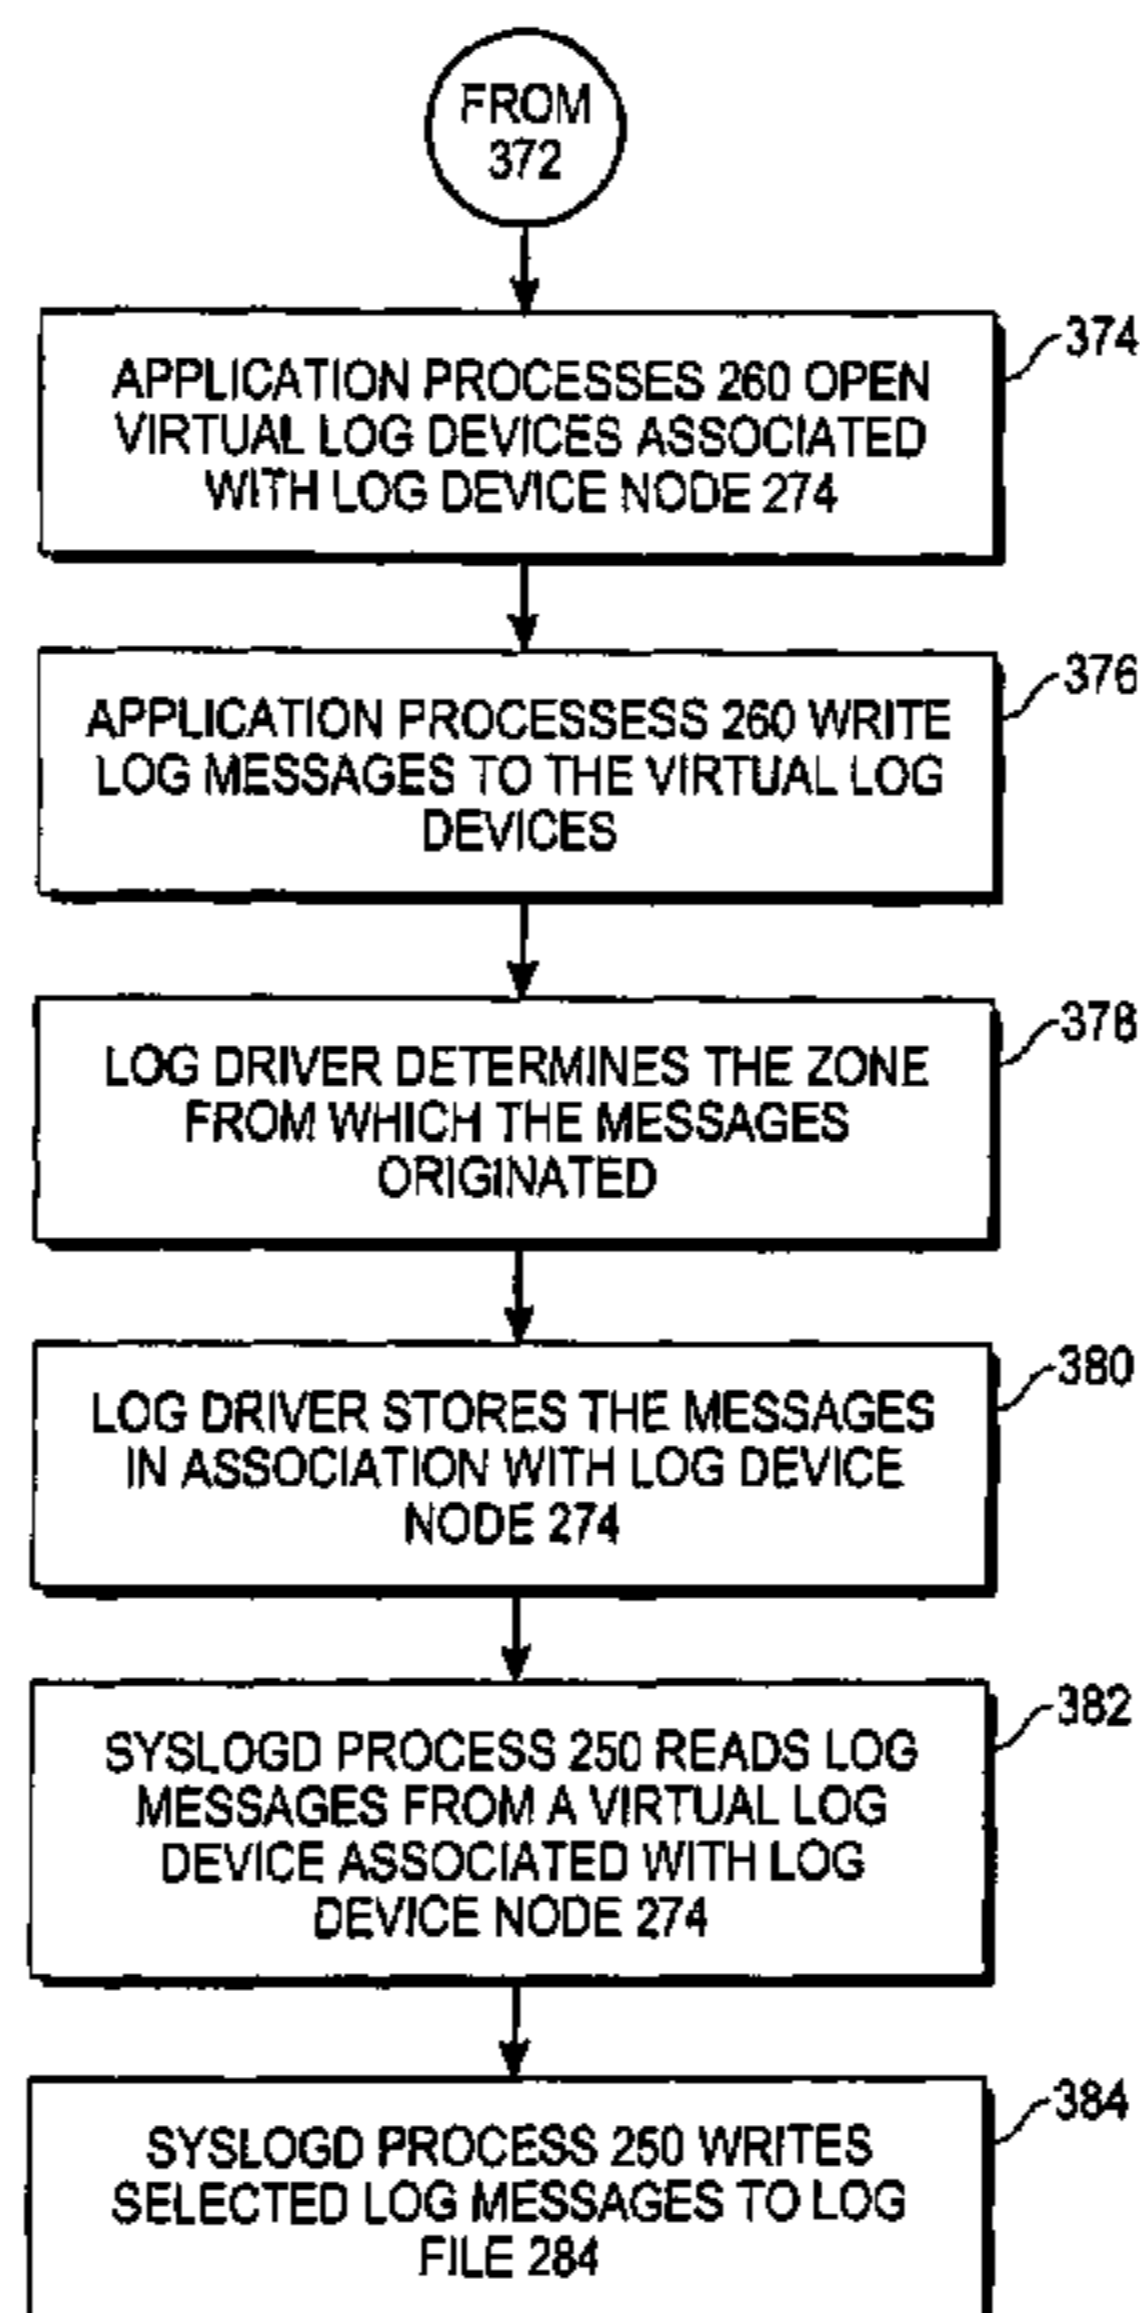 FROM
372
374
APPLICATION PROCESSES 260 OPEN
VIRTUAL LOG DEVICES ASSOCIATED
WITH LOG DEVICE NODE 274
376
APPLICATION PROCESSESS 260 WRITE
LOG MESSAGES TO THE VIRTUAL LOG
DEVICES
378
LOG DRIVER DETERMINES THE ZONE
FROM WHICH THE MESSAGES
ORIGINATED
380
LOG DRIVER STORES THE MESSAGES
IN ASSOCIATION WITH LOG DEVICE
NODE 274
382
SYSLOGD PROCESS 250 READS LOG
MESSAGES FROM A VIRTUAL LOG
DEVICE ASSOCIATED WITH LOG
DEVICE NODE 274
384
SYSLOGD PROCESS 250 WRITES
SELECTED LOG MESSAGES TO LOG
FILE 284